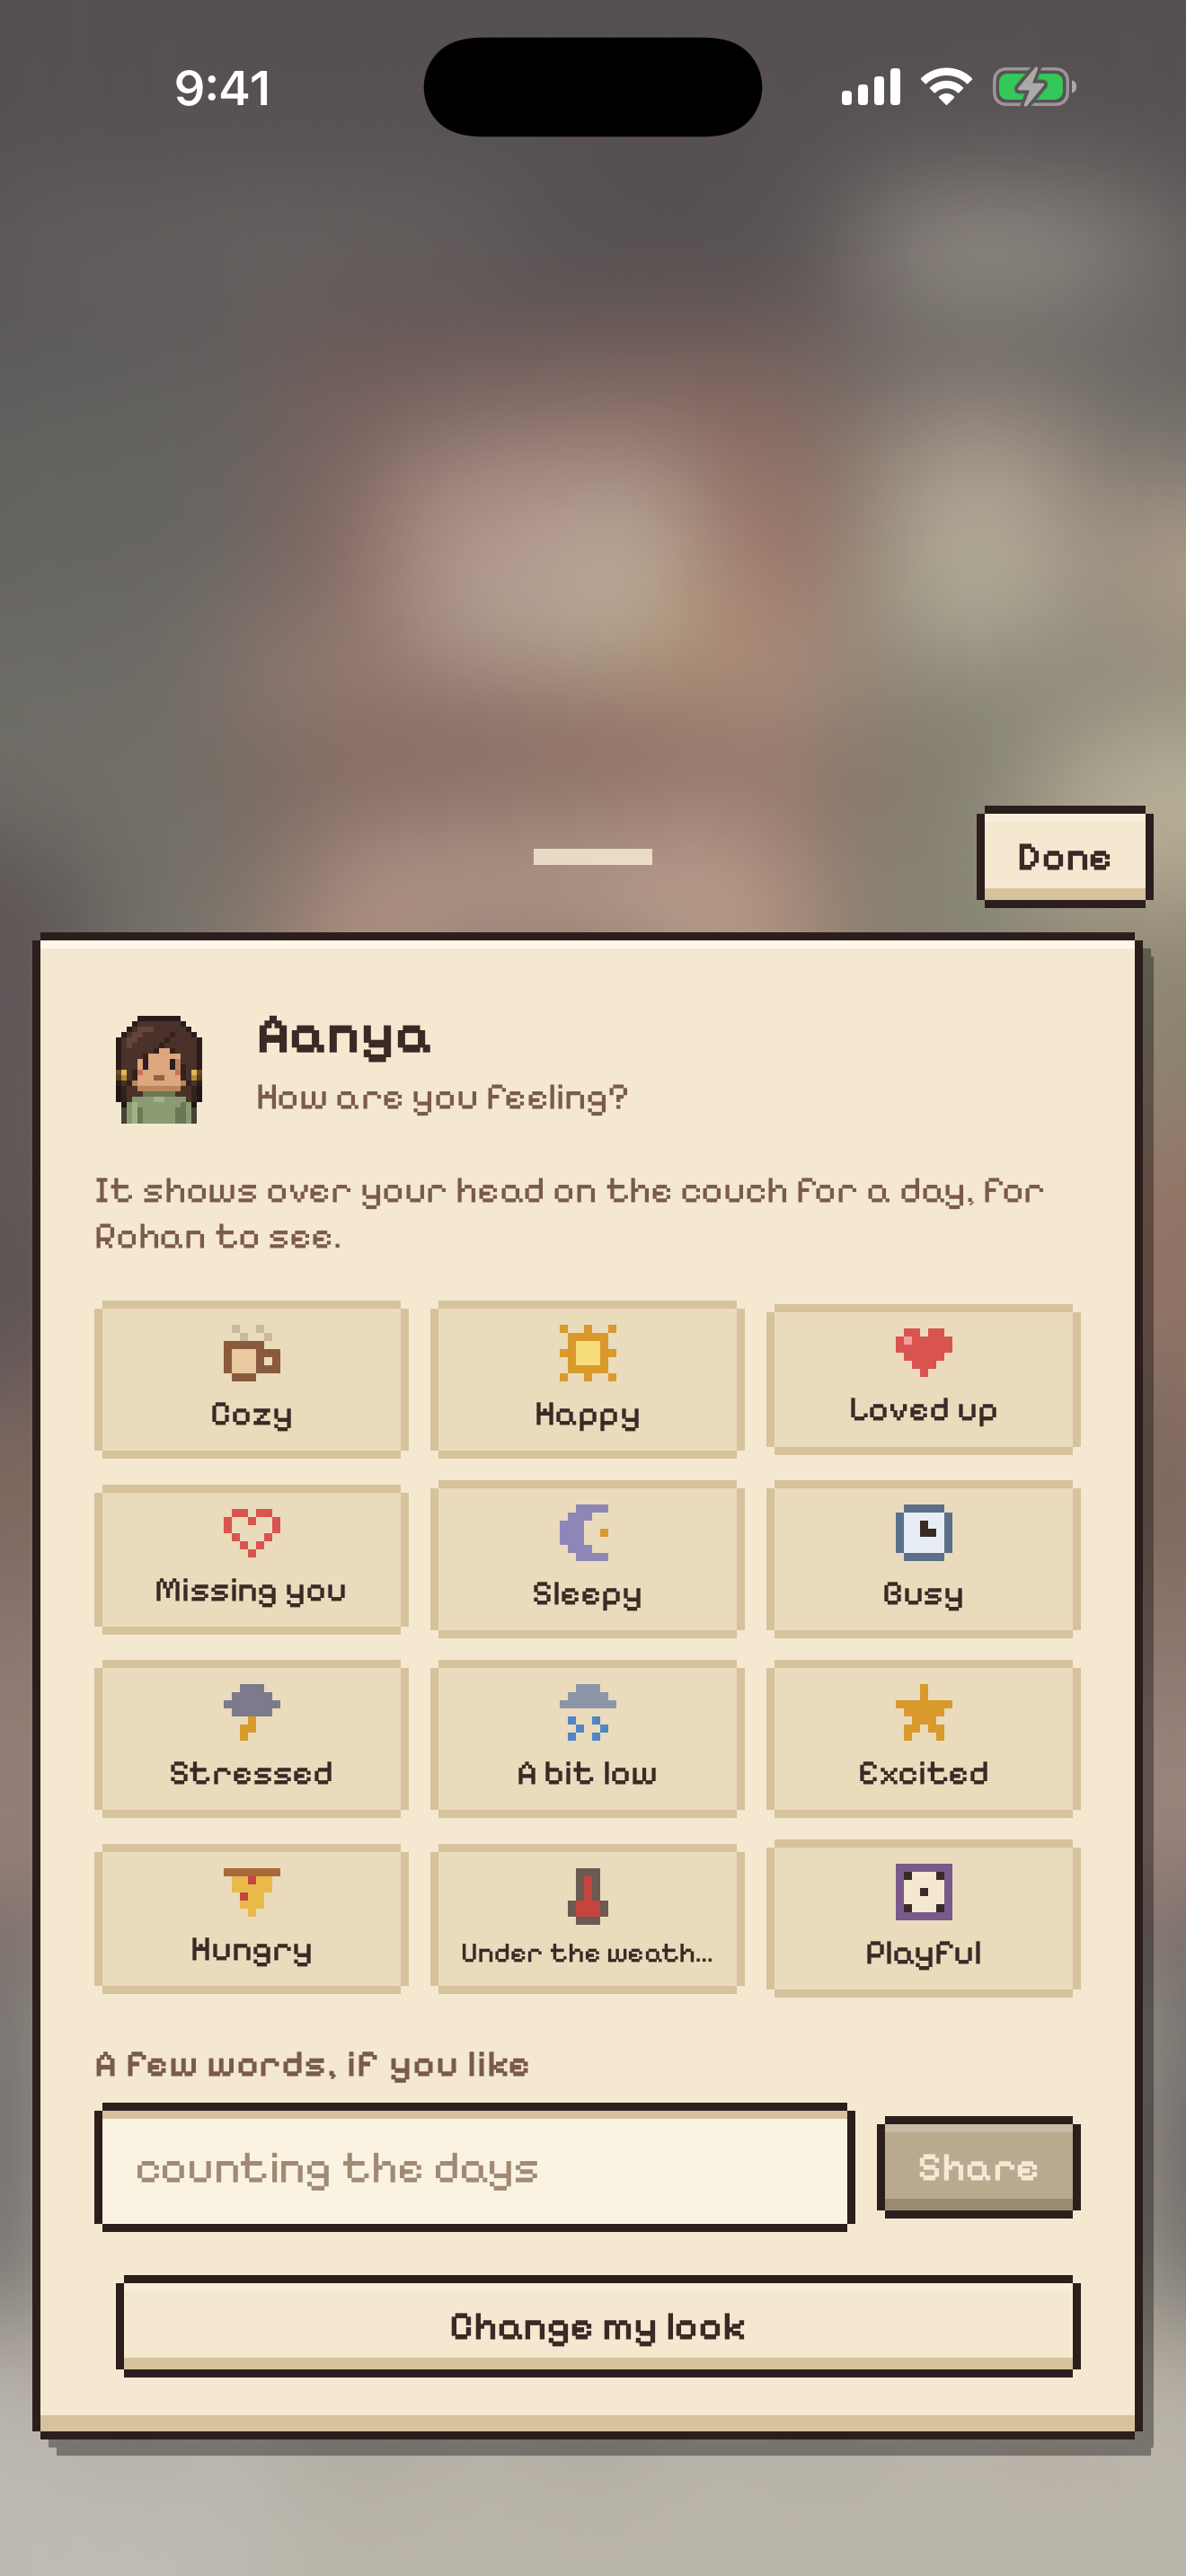 9:41
Done
Aanya
How are you feeling?
It shows over your head on the couch for a day, for
Rohan to see.
Cozy
Happy
Loved up
Missing you
Sleepy
Busy
Stressed
A bit low
Excited
Hungry
Under the weath...
Playful
A few words, if you like
counting the days
Share
Change my look